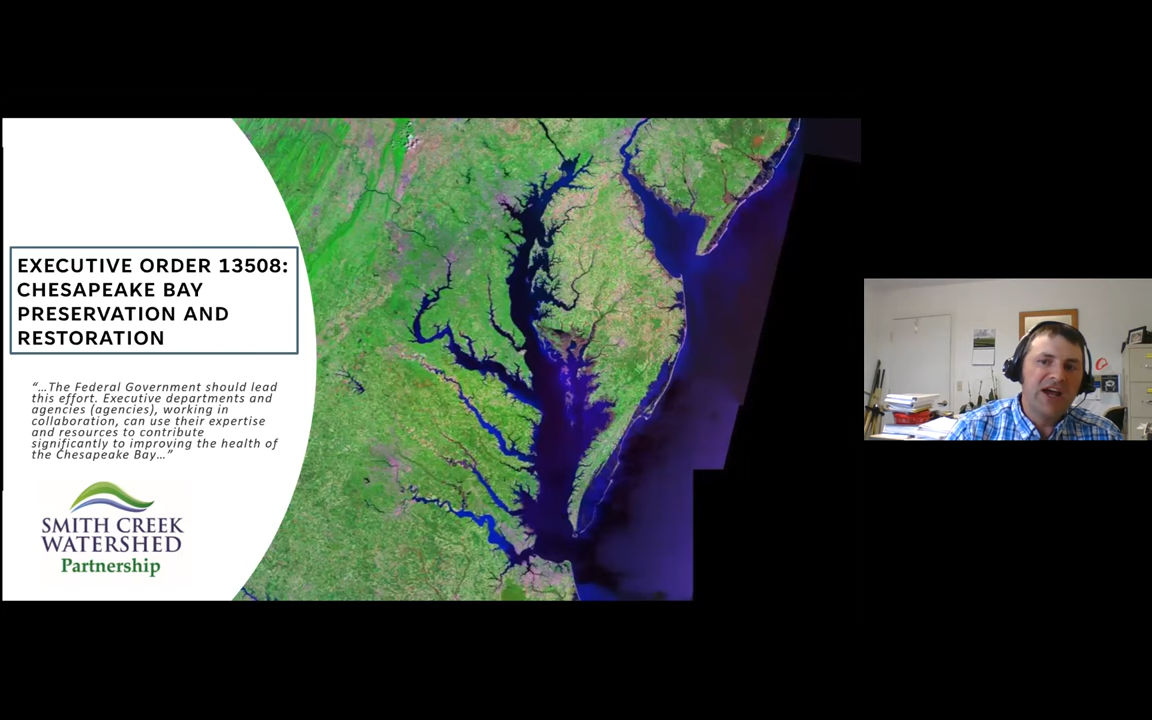 EXECUTIVE ORDER 13508:
CHESAPEAKE BAY
PRESERVATION AND
RESTORATION
“…The Federal Government should lead
this effort. Executive departments and
agencies (agencies), working in
collaboration, can use their expertise
and resources to contribute
significantly to improving the health of
the Chesapeake Bay…”
SMITH CREEK
WATERSHED
Partnership